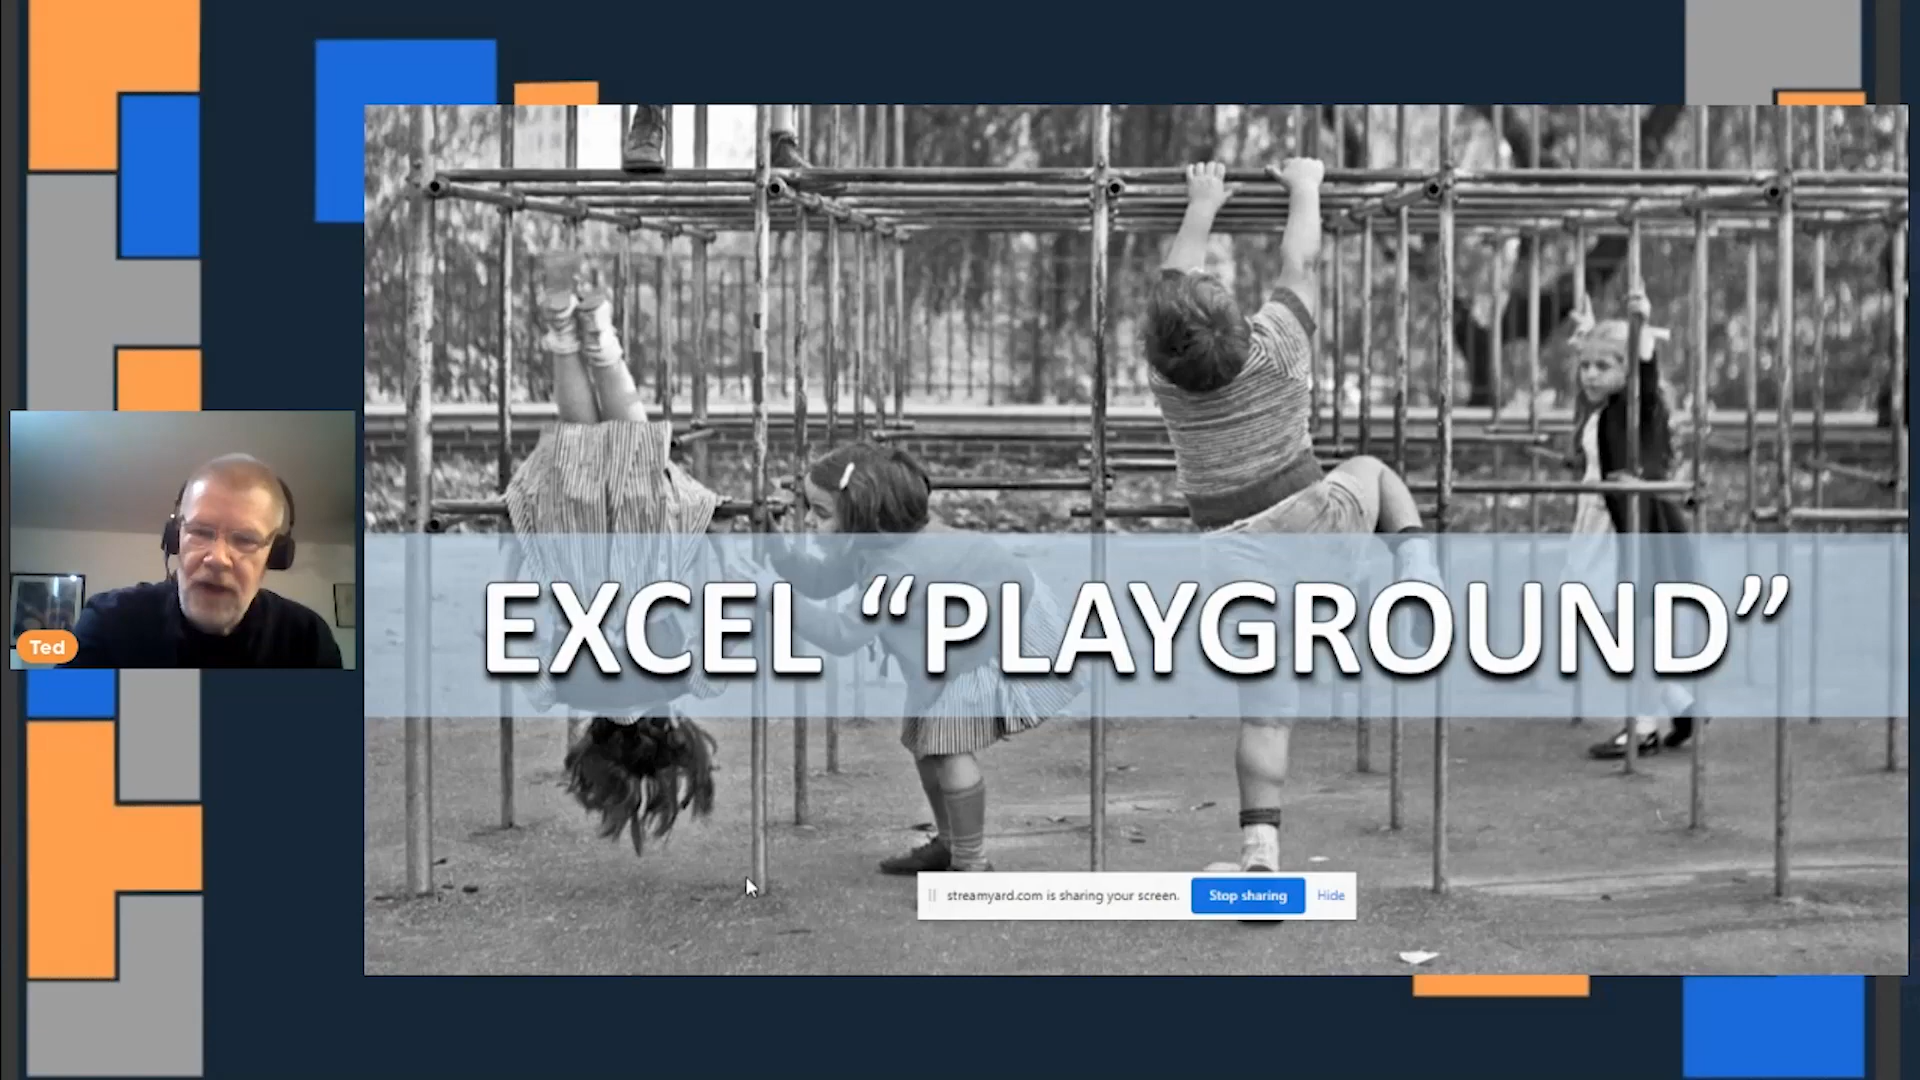 Ted
EXCEL “PLAYGROUND”
streamyard.com is sharing your screen. Stop sharing Hide